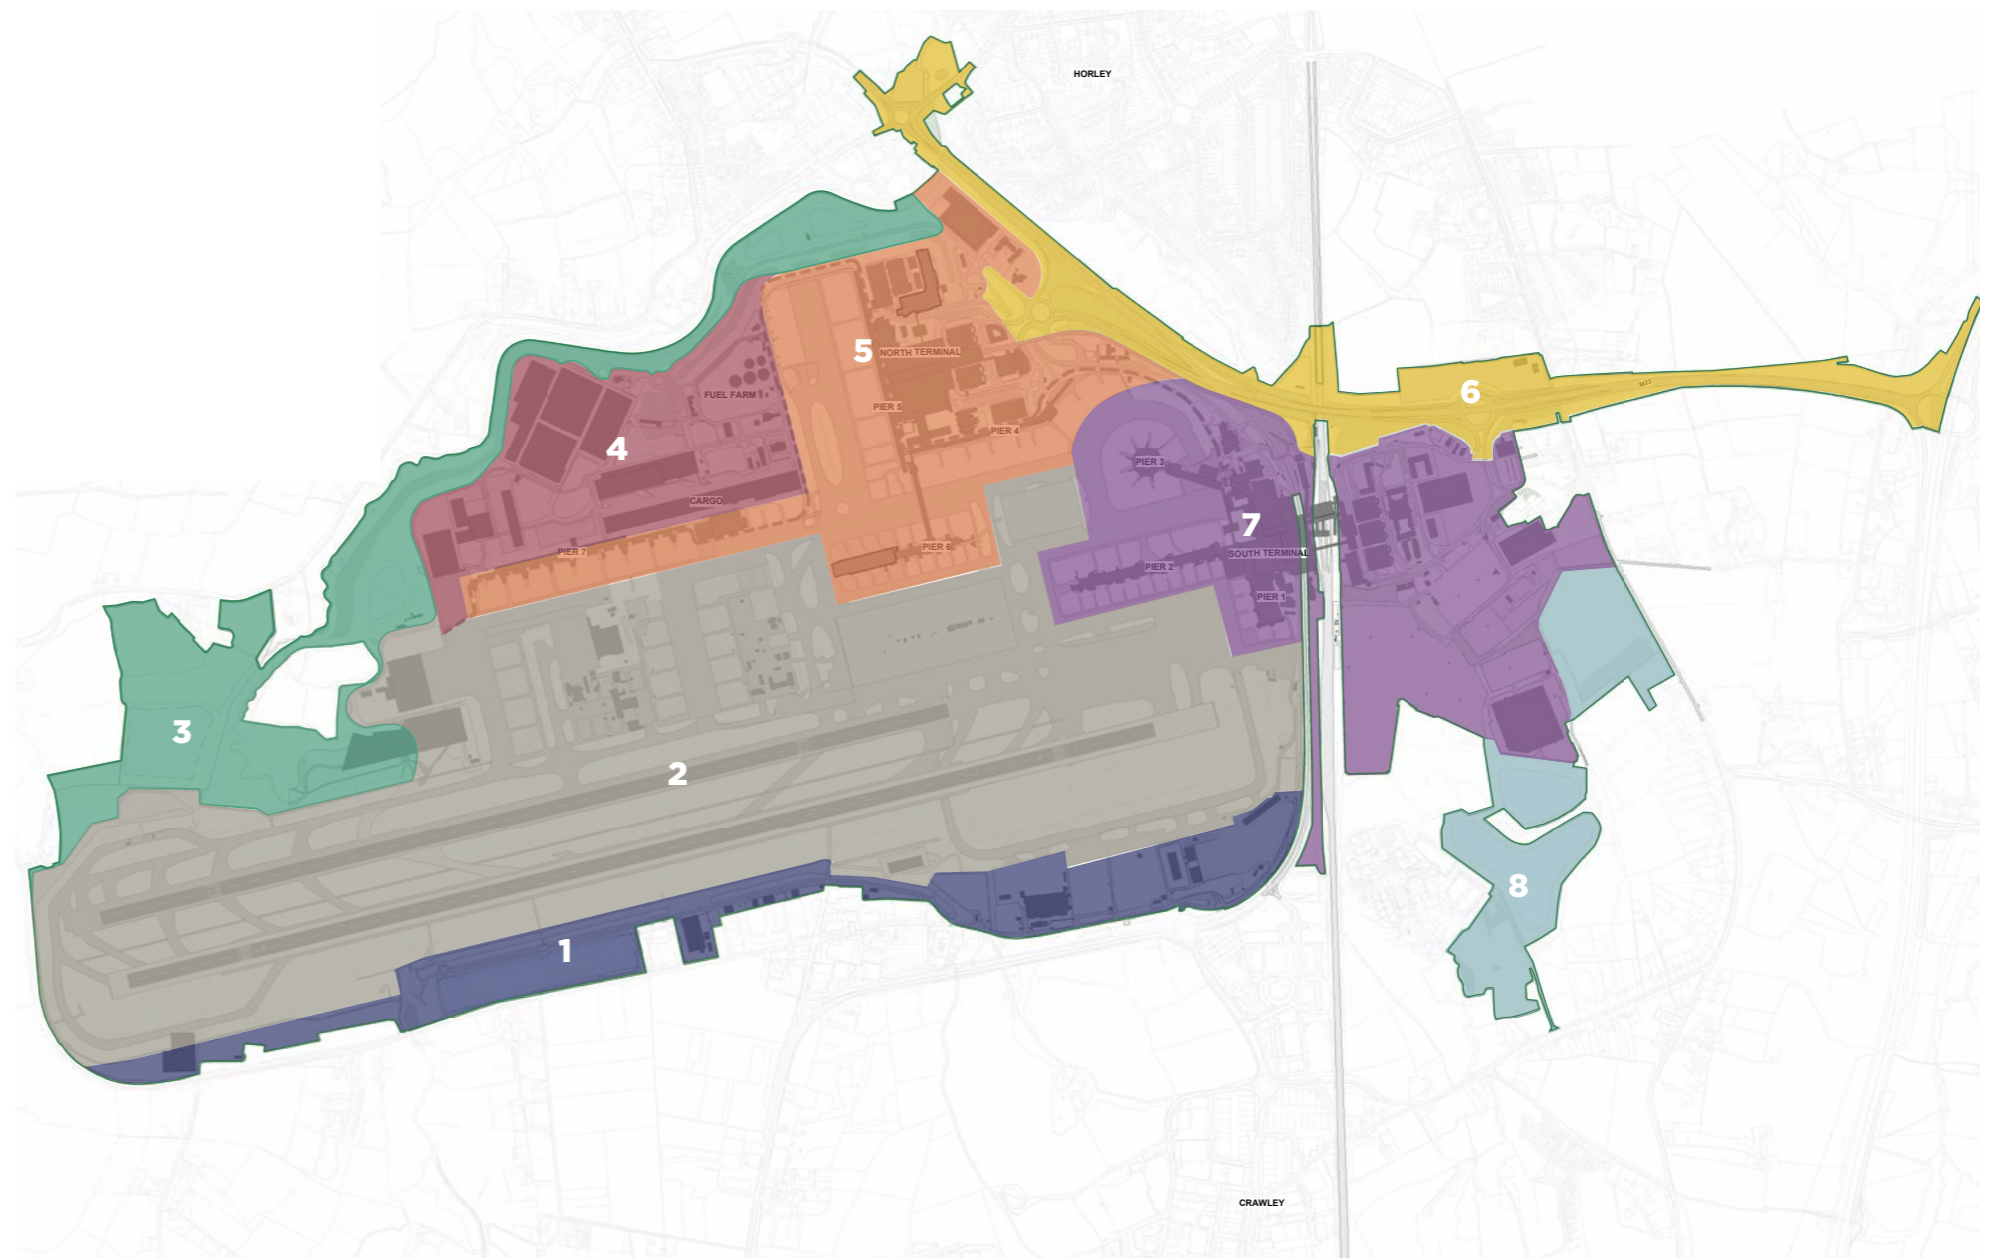 HORLEY
5
NORTH TERMINAL
M23
6
FUEL FARM
PIER 5
PIER 4
4
PIER 3
CARGO
7
PIER 7
PIER 6
SOUTH TERMINAL
PIER 2
PIER 1
3
2
8
1
CRAWLEY